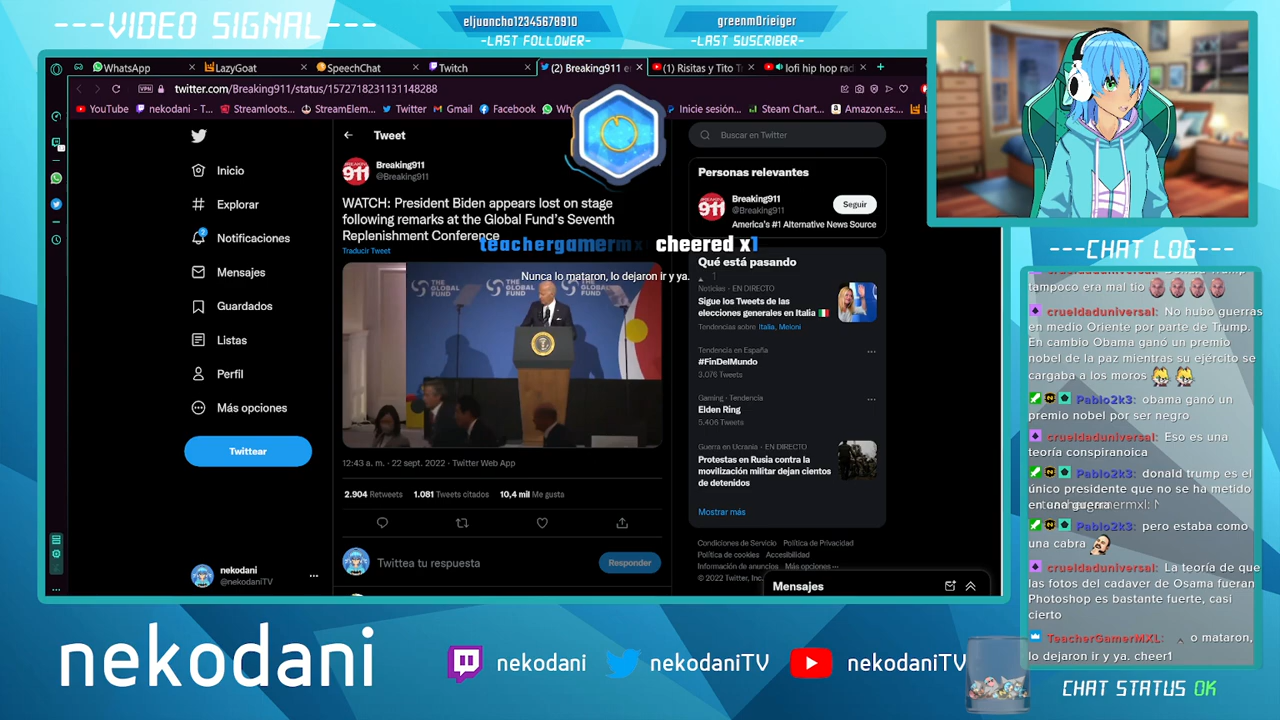 ---VIDEO SIGNAL---
eljuancho12345678910
-LAST FOLLOWER-
greenm0rieiger
-LAST SUSCRIBER-
WhatsApp
LazyGoat
SpeechChat
Twitch
(2) Breaking911 e
(1) Risitas y Tito T
lofi hip hop rad
VPN
twitter.com/Breaking911/status/1572718231131148288
YouTube
nekodani - T...
Streamloots...
StreamElem...
Twitter
Gmail
Facebook
Inicie sesión...
Steam Chart...
Amazon.es:...
Tweet
Buscar en Twitter
Inicio
Explorar
2
Notificaciones
Mensajes
Guardados
Listas
Perfil
Más opciones
Twittear
nekodani
@nekodaniTV
Breaking911
@Breaking911
WATCH: President Biden appears lost on stage
following remarks at the Global Fund's Seventh
Replenishment Conference
Traducir Tweet
teachergamermx
cheered x1
Nunca lo mataron, lo dejaron ir y ya.
1
THE GLOBAL FUND
THE GLOBAL FUND
12:43 a. m. · 22 sept. 2022 · Twitter Web App
2.904 Retweets 1.081 Tweets citados 10,4 mil Me gusta
Twittea tu respuesta
Responder
Personas relevantes
Breaking911
@Breaking911
Seguir
America's #1 Alternative News Source
Qué está pasando
Noticias · EN DIRECTO
Sigue los Tweets de las
elecciones generales en Italia
Tendencias sobre Italia, Meloni
Tendencia en España
#FinDelMundo
3.076 Tweets
Gaming · Tendencia
Elden Ring
5.406 Tweets
Guerra en Ucrania · EN DIRECTO
Protestas en Rusia contra la
movilización militar dejan cientos
de detenidos
Mostrar más
Condiciones de Servicio Política de Privacidad
Política de cookies Accesibilidad
Información de anuncios Más opciones ...
© 2022 Twitter, Inc.
Mensajes
---CHAT LOG---
tampoco era mal tio
crueldaduniversal: No hubo guerras
en medio Oriente por parte de Trump.
En cambio Obama ganó un premio
nobel de la paz mientras su ejército se
cargaba a los moros
Pablo2k3: obama ganó un
premio nobel por ser negro
crueldaduniversal: Eso es una
teoría conspiranoica
Pablo2k3: donald trump es el
único presidente que no se ha metido
en una guerra
Pablo2k3: pero estaba como
una cabra
crueldaduniversal: La teoría de que
las fotos del cadaver de Osama fueran
Photoshop es bastante fuerte, casi
cierto
TeacherGamerMXL: o mataron,
lo dejaron ir y ya. cheer1
CHAT STATUS OK
nekodani
nekodani
nekodaniTV
nekodaniTV